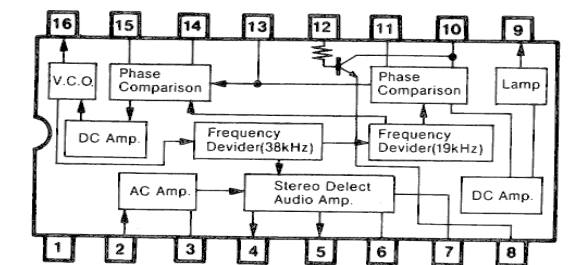 16 15 14 13 12 11 10 9
V.C.O.
Phase
Comparison
Phase
Comparison
Lamp
DC Amp.
Frequency
Devider(38kHz)
Frequency
Devider(19kHz)
AC Amp.
Stereo Delect
Audio Amp.
DC Amp.
1 2 3 4 5 6 7 8